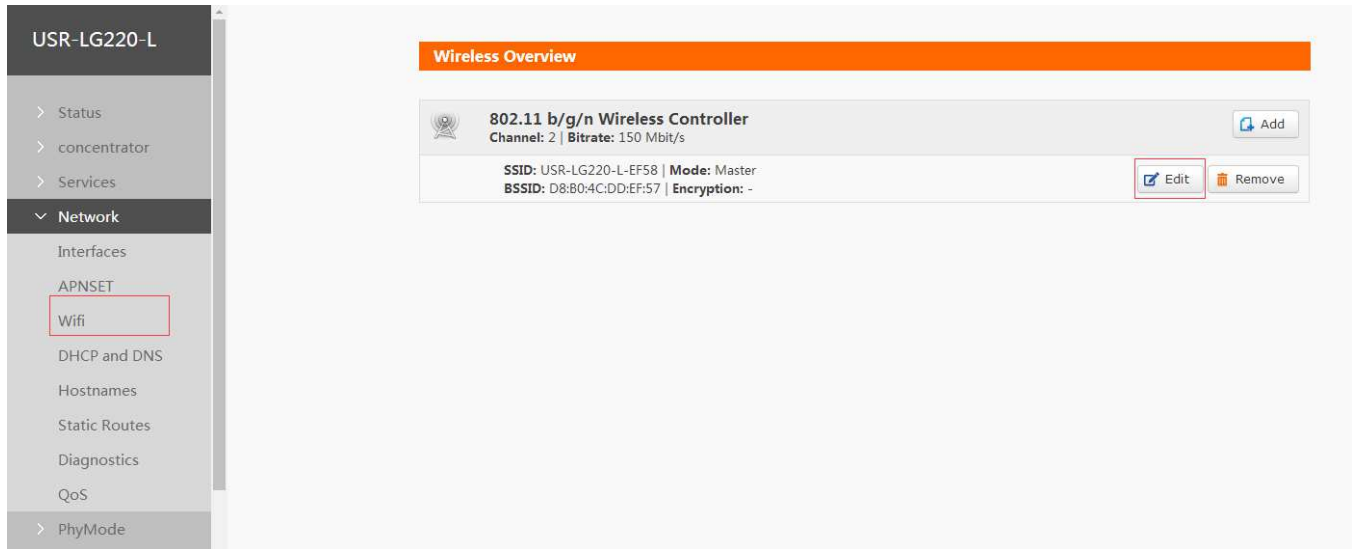 USR-LG220-L
Status
concentrator
Services
Network
Interfaces
APNSET
Wifi
DHCP and DNS
Hostnames
Static Routes
Diagnostics
QoS
PhyMode
Wireless Overview
802.11 b/g/n Wireless Controller
Channel: 2 | Bitrate: 150 Mbit/s
Add
SSID: USR-LG220-L-EF58 | Mode: Master
BSSID: D8:B0:4C:DD:EF:57 | Encryption: -
Edit
Remove